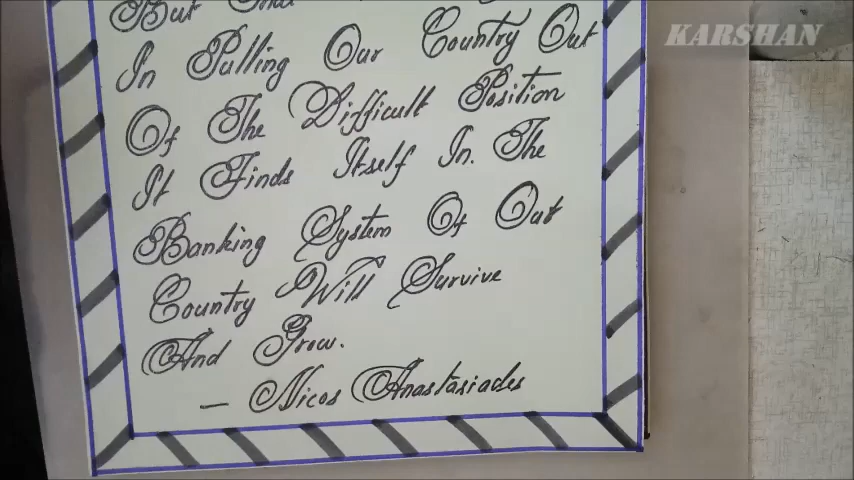 But
KARSHAN
In Pulling Our Country Out
Of The Difficult Position
It Finds Itself In. The
Banking System Of Out
Country Will Survive
And Grow.
— Nicos Anastasiades